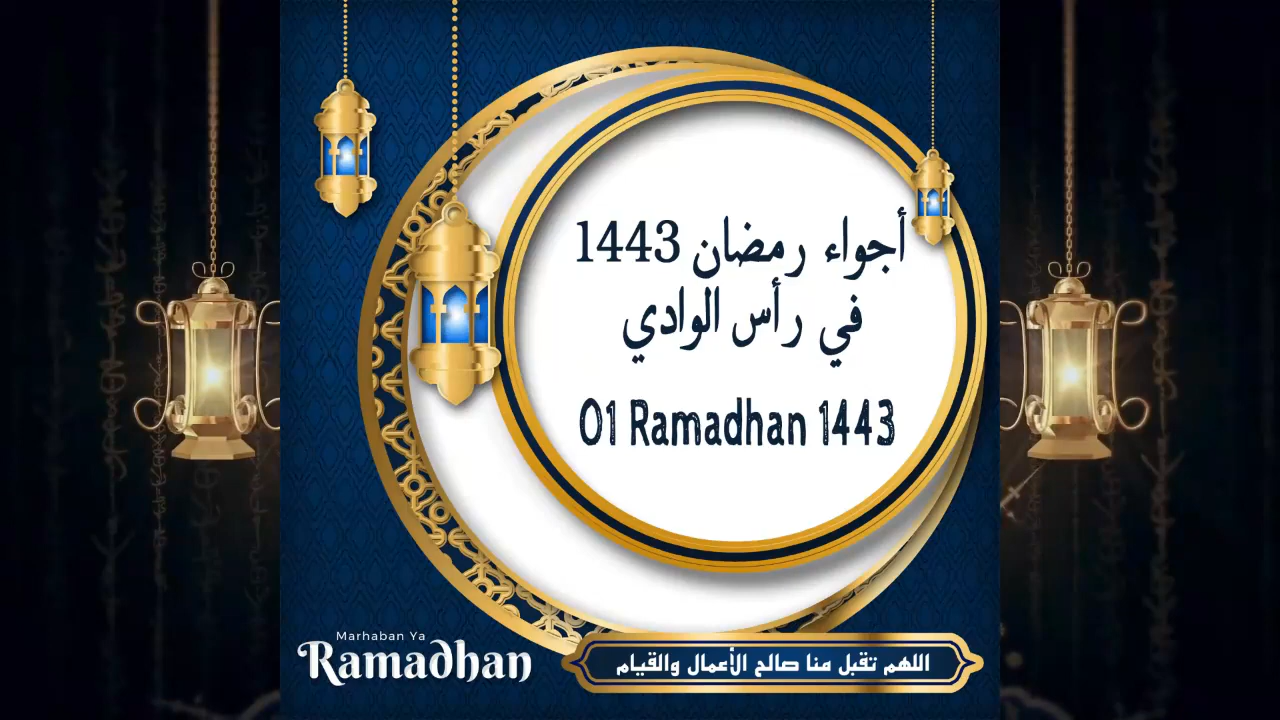 أجواء رمضان 1443
في رأس الوادي
01 Ramadhan 1443
Marhaban Ya
Ramadhan
اللهم تقبل منا صالح الأعمال والقيام